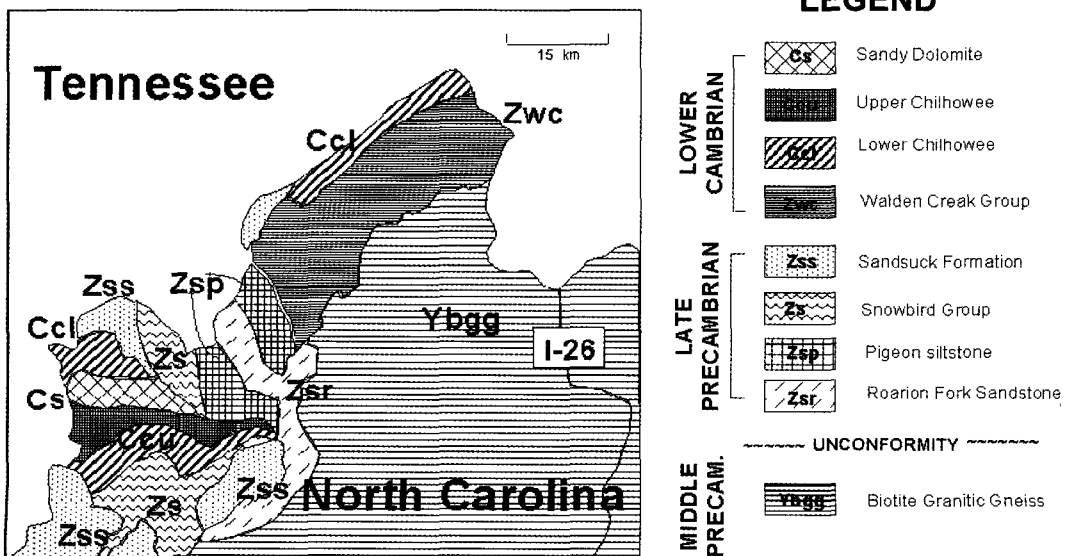 LEGEND
15 km
Tennessee
Zwc
Ccl
Zss
Zsp
Ccl
Zs
Ybgg
I-26
Cs
Zsr
Ccu
Zss
North Carolina
Zs
Zss
LOWER CAMBRIAN
Cs Sandy Dolomite
Ccu Upper Chilhowee
Ccl Lower Chilhowee
Zwc Walden Creak Group
LATE PRECAMBRIAN
Zss Sandsuck Formation
Zs Snowbird Group
Zsp Pigeon siltstone
Zsr Roarion Fork Sandstone
UNCONFORMITY
MIDDLE PRECAM.
Ybgg Biotite Granitic Gneiss